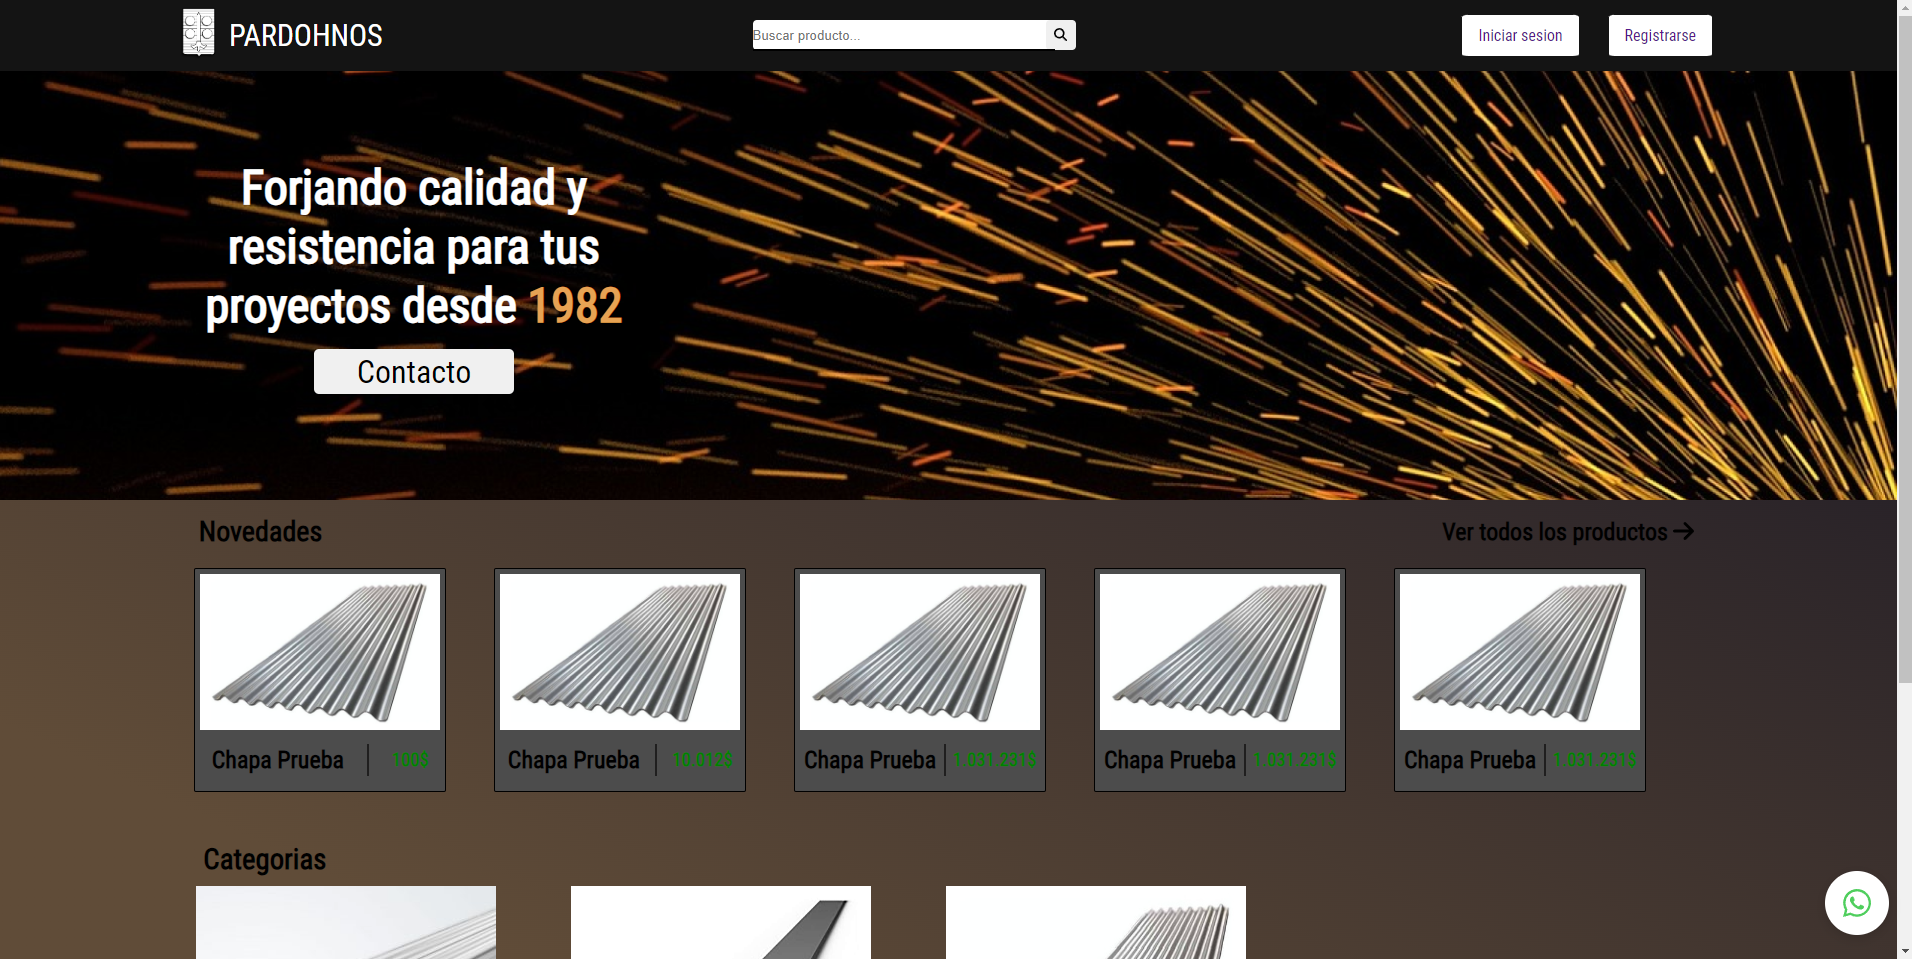 PARDOHNOS
Buscar producto...
Iniciar sesion
Registrarse
Forjando calidad y
resistencia para tus
proyectos desde 1982
Contacto
Novedades
Ver todos los productos
Chapa Prueba 100$
Chapa Prueba 10.012$
Chapa Prueba 1.031.231$
Chapa Prueba 1.031.231$
Chapa Prueba 1.031.231$
Categorias